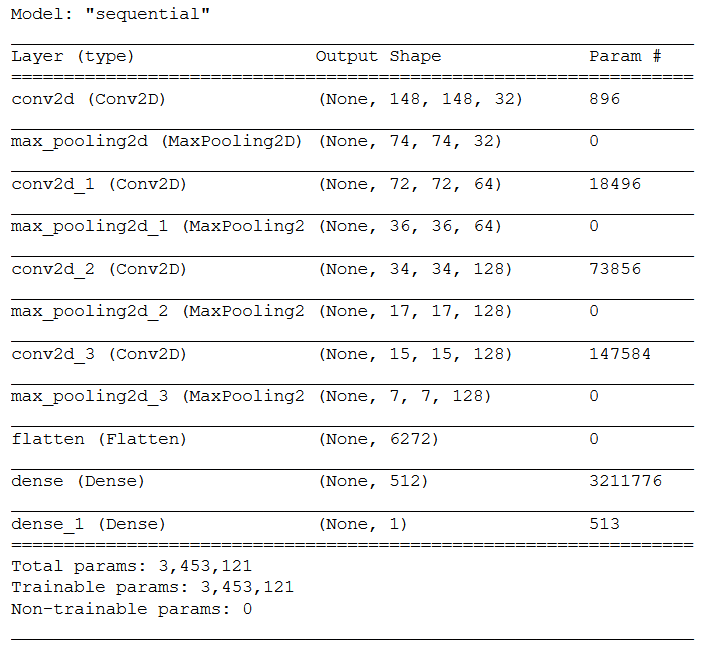 Model: "sequential"
Layer (type) Output Shape Param #
=================================================================
conv2d (Conv2D) (None, 148, 148, 32) 896
max_pooling2d (MaxPooling2D) (None, 74, 74, 32) 0
conv2d_1 (Conv2D) (None, 72, 72, 64) 18496
max_pooling2d_1 (MaxPooling2 (None, 36, 36, 64) 0
conv2d_2 (Conv2D) (None, 34, 34, 128) 73856
max_pooling2d_2 (MaxPooling2 (None, 17, 17, 128) 0
conv2d_3 (Conv2D) (None, 15, 15, 128) 147584
max_pooling2d_3 (MaxPooling2 (None, 7, 7, 128) 0
flatten (Flatten) (None, 6272) 0
dense (Dense) (None, 512) 3211776
dense_1 (Dense) (None, 1) 513
=================================================================
Total params: 3,453,121
Trainable params: 3,453,121
Non-trainable params: 0